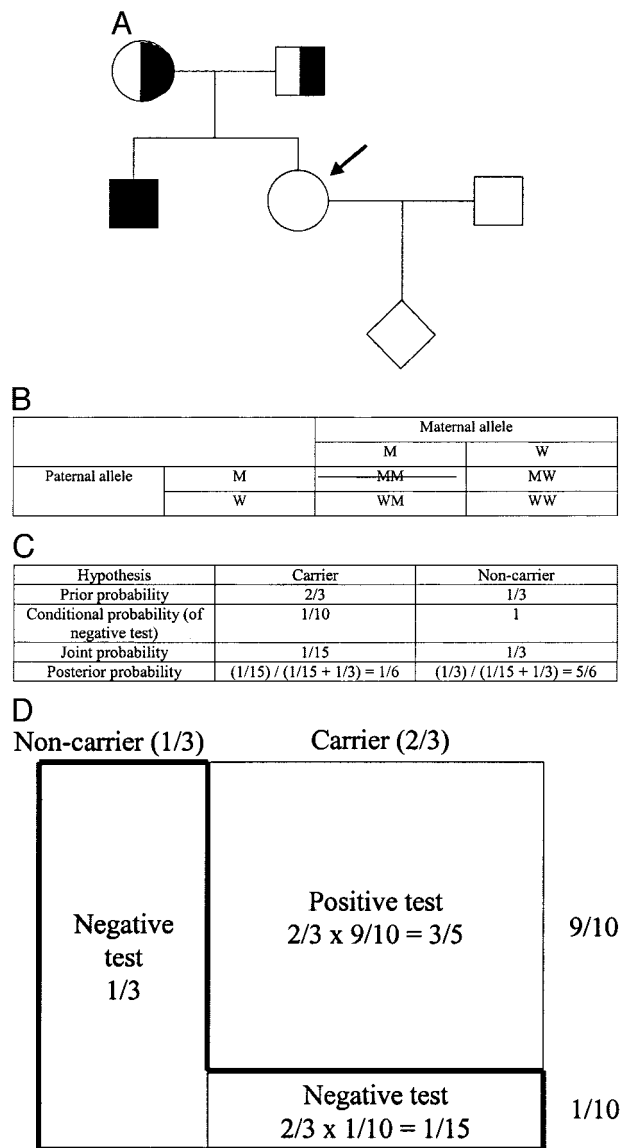 A
B
Maternal allele
M W
Paternal allele M MM MW
W WM WW
C
Hypothesis Carrier Non-carrier
Prior probability 2/3 1/3
Conditional probability (of negative test) 1/10 1
Joint probability 1/15 1/3
Posterior probability (1/15) / (1/15 + 1/3) = 1/6 (1/3) / (1/15 + 1/3) = 5/6
D
Non-carrier (1/3) Carrier (2/3)
Negative
test
1/3
Positive test
2/3 x 9/10 = 3/5
9/10
Negative test
2/3 x 1/10 = 1/15
1/10